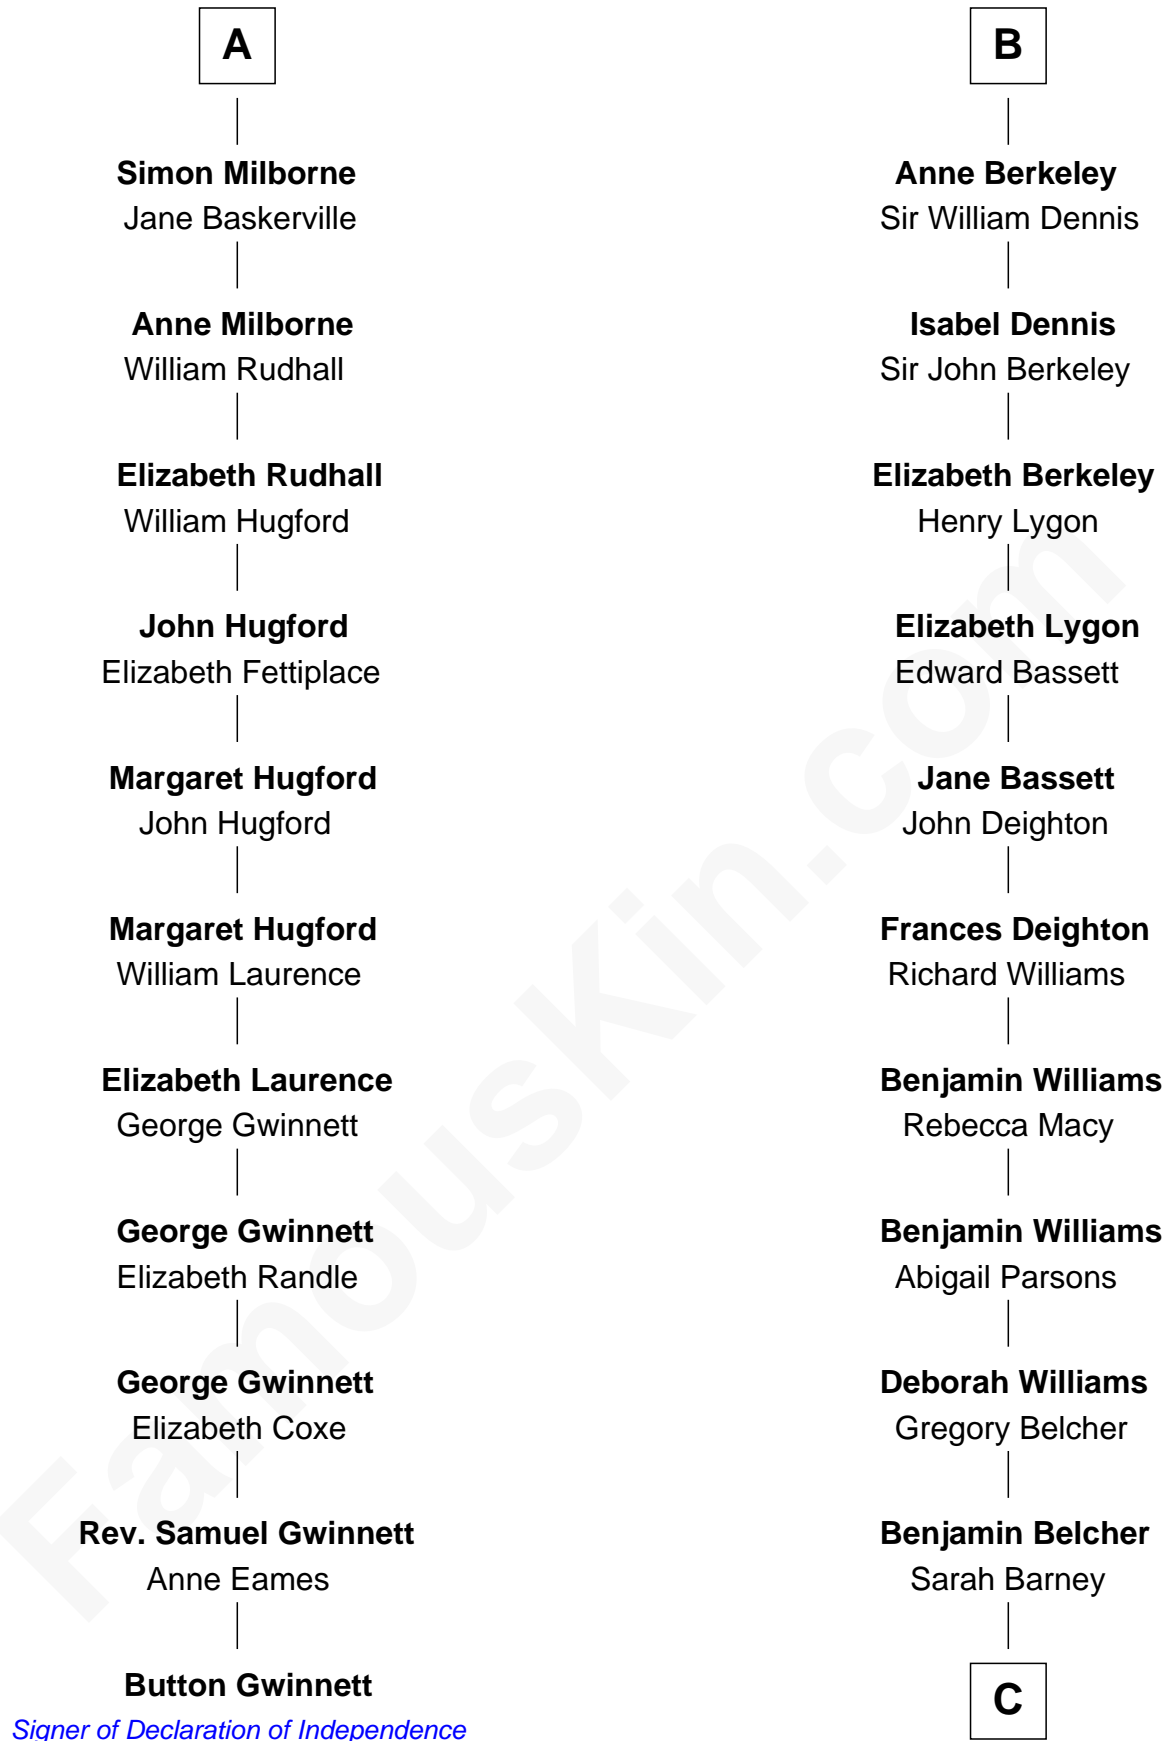 A
Simon Milborne
Jane Baskerville
Anne Milborne
William Rudhall
Elizabeth Rudhall
William Hugford
John Hugford
Elizabeth Fettiplace
Margaret Hugford
John Hugford
Margaret Hugford
William Laurence
Elizabeth Laurence
George Gwinnett
George Gwinnett
Elizabeth Randle
George Gwinnett
Elizabeth Coxe
Rev. Samuel Gwinnett
Anne Eames
Button Gwinnett
Signer of Declaration of Independence
B
Anne Berkeley
Sir William Dennis
Isabel Dennis
Sir John Berkeley
Elizabeth Berkeley
Henry Lygon
Elizabeth Lygon
Edward Bassett
Jane Bassett
John Deighton
Frances Deighton
Richard Williams
Benjamin Williams
Rebecca Macy
Benjamin Williams
Abigail Parsons
Deborah Williams
Gregory Belcher
Benjamin Belcher
Sarah Barney
C
FamousKin.com